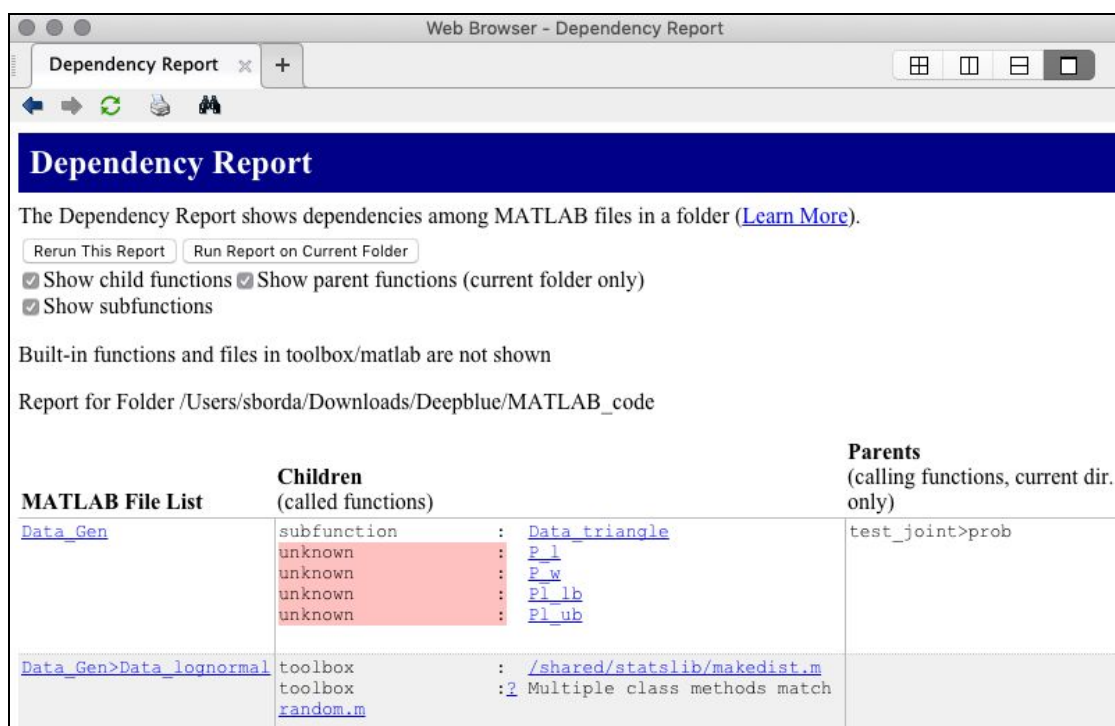 Web Browser - Dependency Report
Dependency Report
Dependency Report
The Dependency Report shows dependencies among MATLAB files in a folder (Learn More).
Rerun This Report Run Report on Current Folder
Show child functions Show parent functions (current folder only)
Show subfunctions
Built-in functions and files in toolbox/matlab are not shown
Report for Folder /Users/sborda/Downloads/Deepblue/MATLAB_code
MATLAB File List
Children
(called functions)
Parents
(calling functions, current dir.
only)
Data_Gen subfunction : Data_triangle test_joint>prob
unknown : P_l
unknown : P_w
unknown : Pl_lb
unknown : Pl_ub
Data_Gen>Data_lognormal toolbox : /shared/statslib/makedist.m
toolbox :? Multiple class methods match
random.m